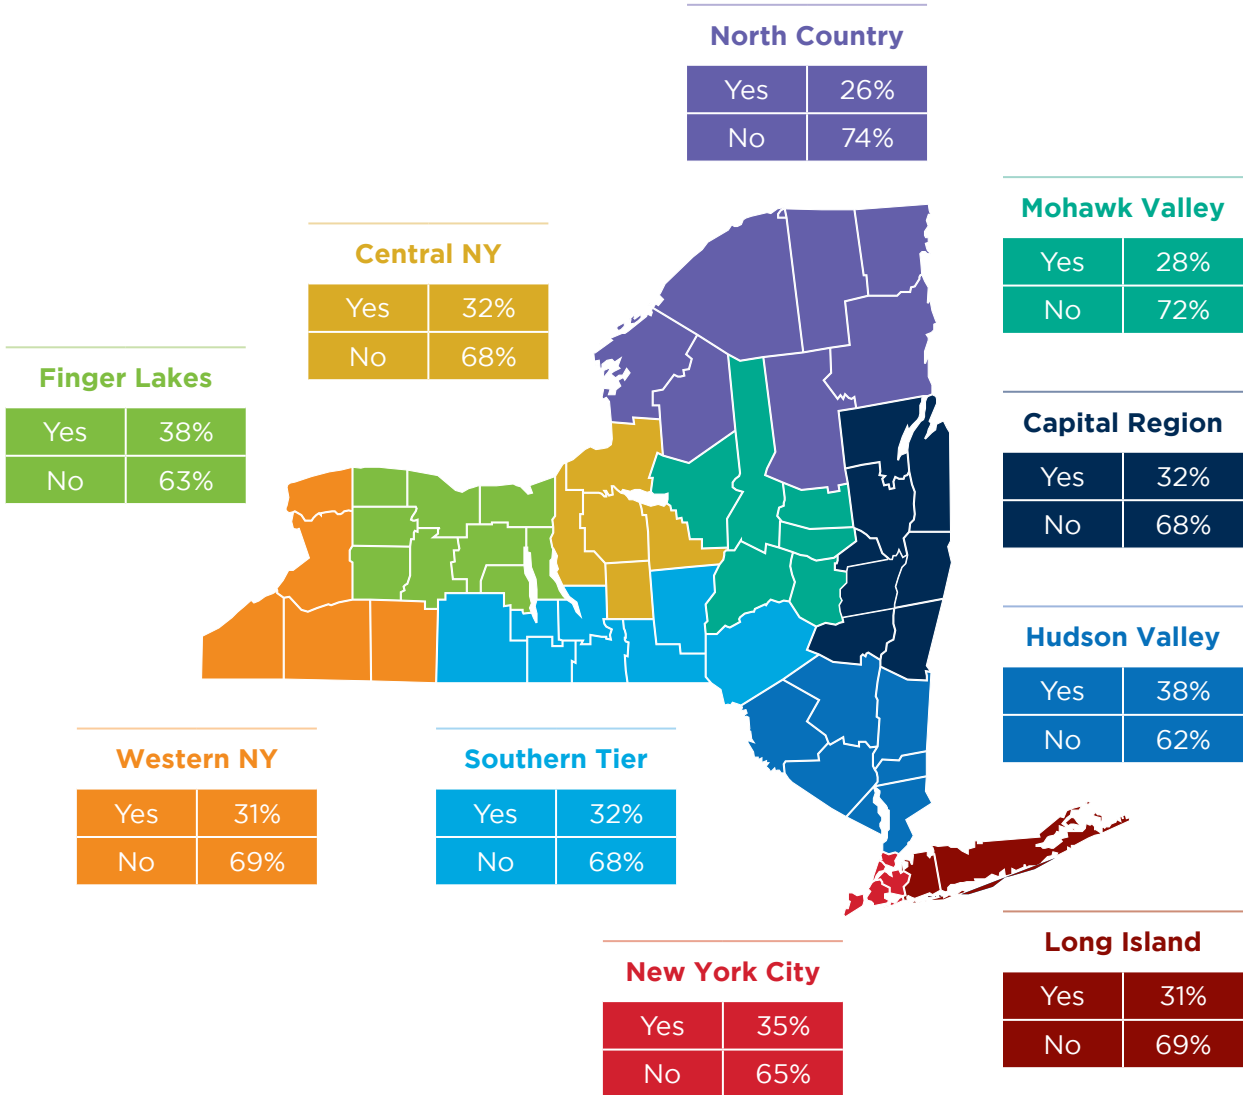 North Country
Yes 26%
No 74%
Mohawk Valley
Yes 28%
No 72%
Central NY
Yes 32%
No 68%
Finger Lakes
Yes 38%
No 63%
Capital Region
Yes 32%
No 68%
Hudson Valley
Yes 38%
No 62%
Western NY
Yes 31%
No 69%
Southern Tier
Yes 32%
No 68%
Long Island
Yes 31%
No 69%
New York City
Yes 35%
No 65%